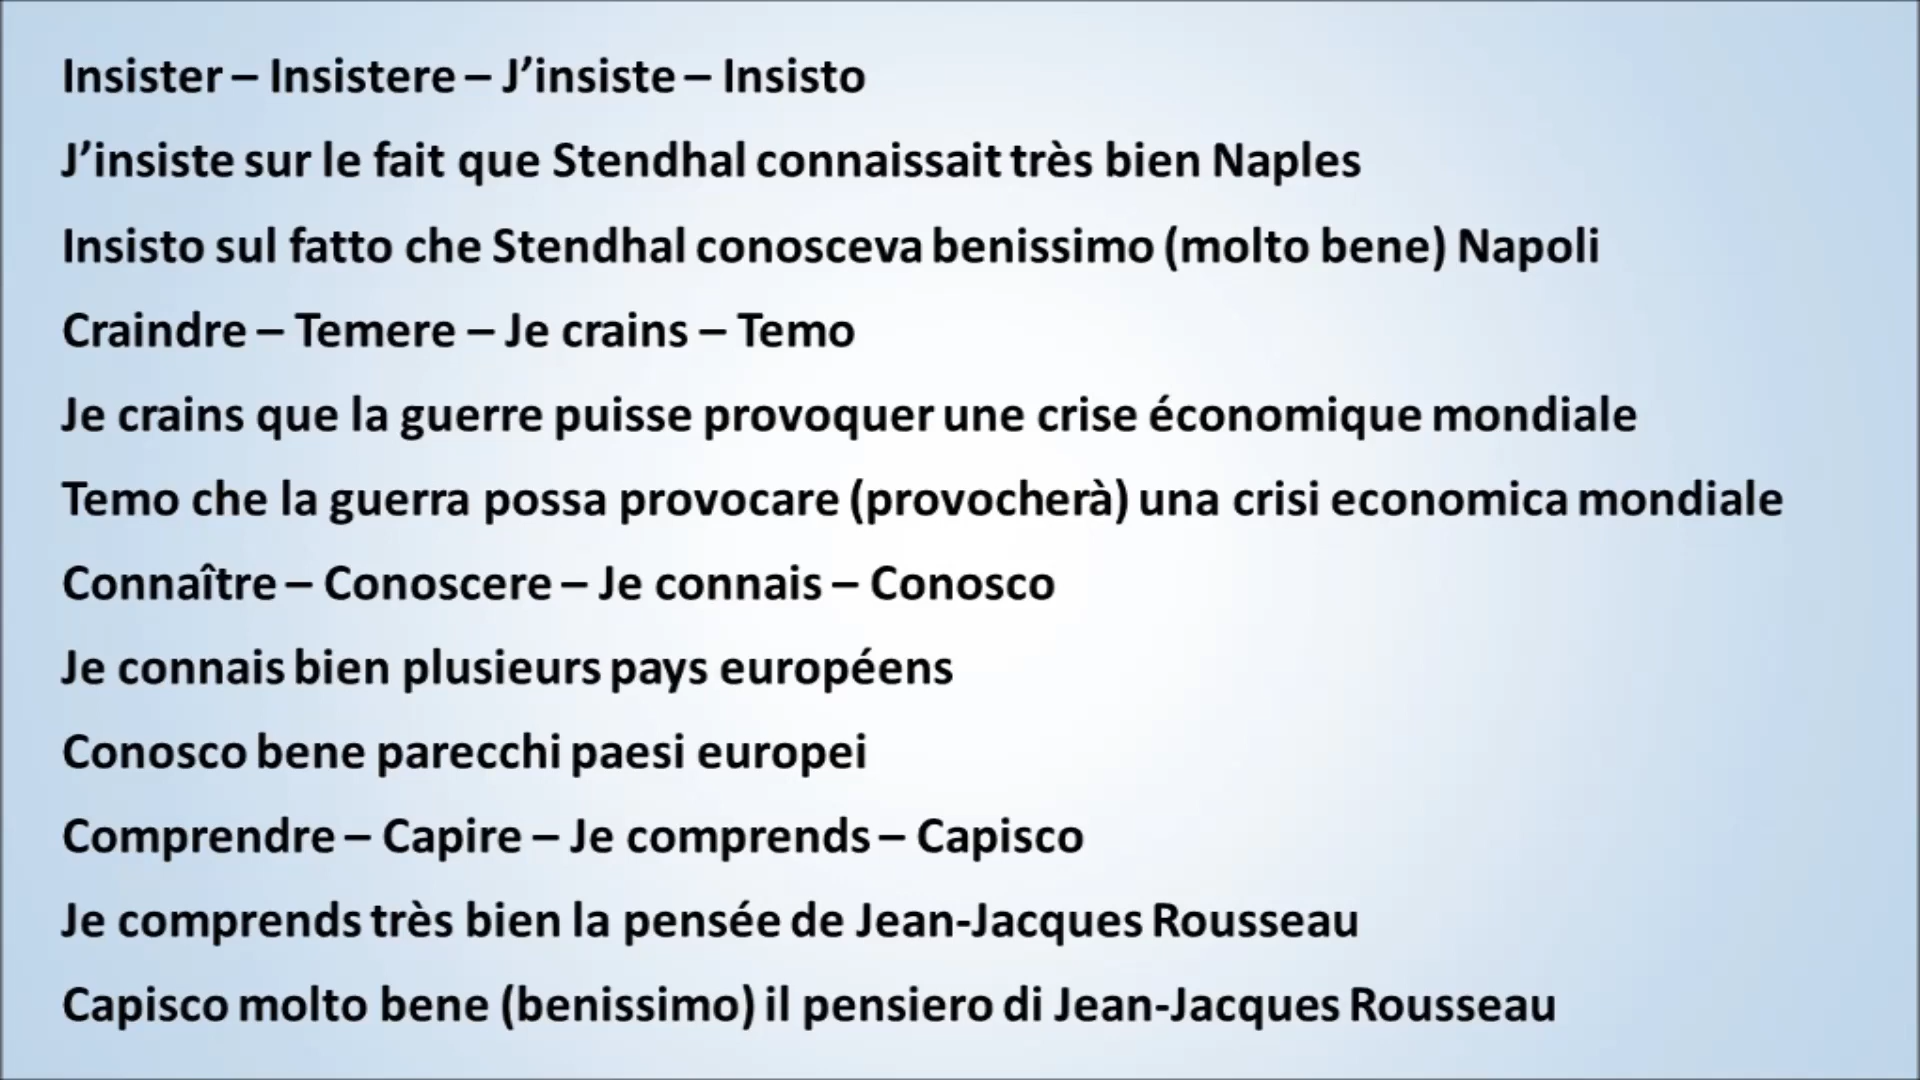 Insister – Insistere – J’insiste – Insisto
J’insiste sur le fait que Stendhal connaissait très bien Naples
Insisto sul fatto che Stendhal conosceva benissimo (molto bene) Napoli
Craindre – Temere – Je crains – Temo
Je crains que la guerre puisse provoquer une crise économique mondiale
Temo che la guerra possa provocare (provocherà) una crisi economica mondiale
Connaître – Conoscere – Je connais – Conosco
Je connais bien plusieurs pays européens
Conosco bene parecchi paesi europei
Comprendre – Capire – Je comprends – Capisco
Je comprends très bien la pensée de Jean-Jacques Rousseau
Capisco molto bene (benissimo) il pensiero di Jean-Jacques Rousseau